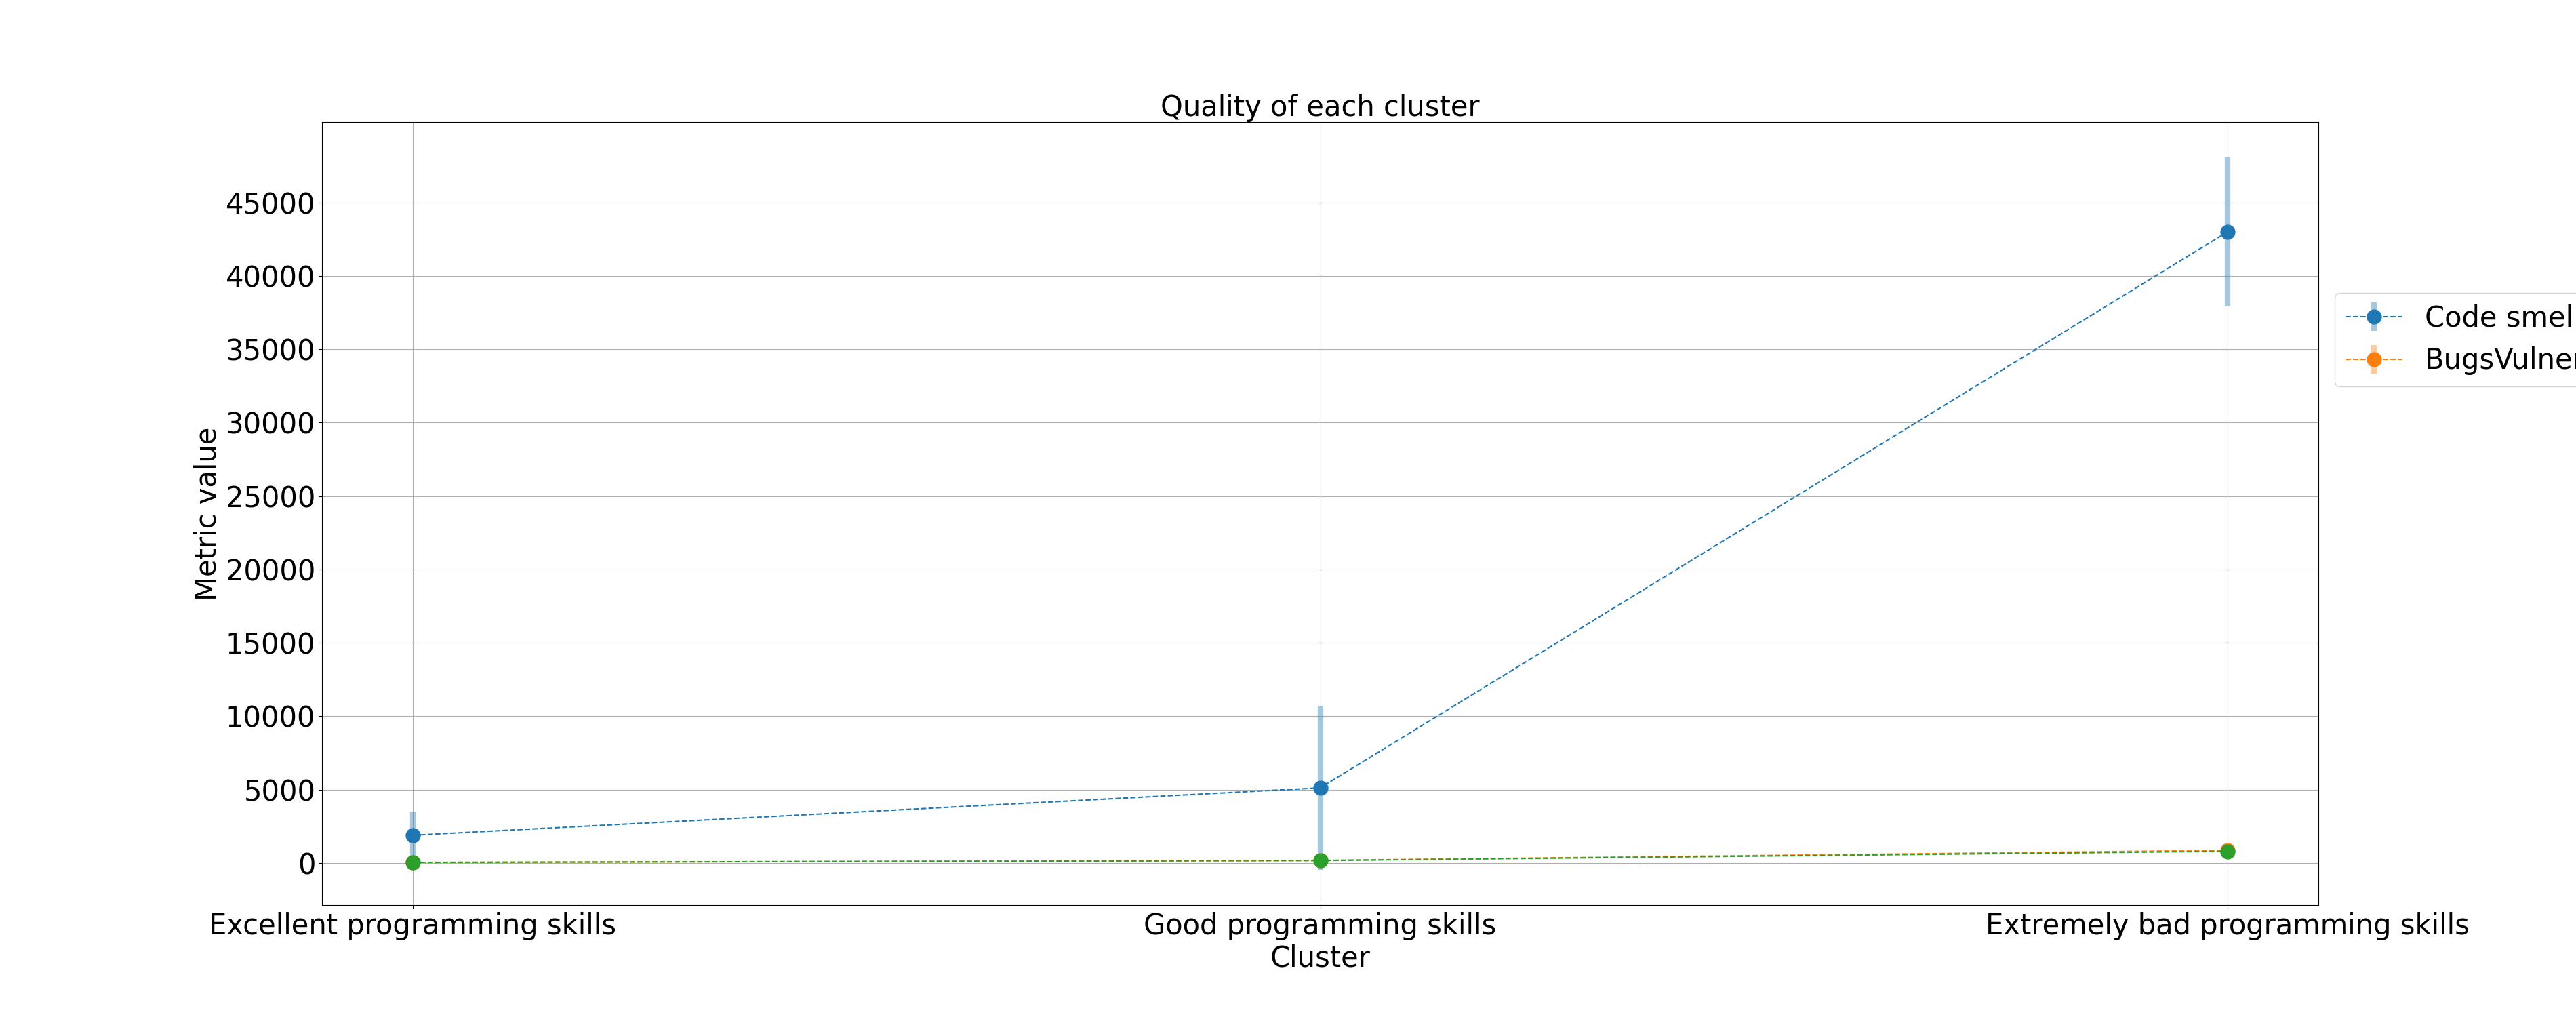 Quality of each cluster
45000
40000
35000
30000
25000
20000
15000
10000
5000
0
Metric value
Code smel
BugsVulner
Excellent programming skills
Good programming skills
Extremely bad programming skills
Cluster